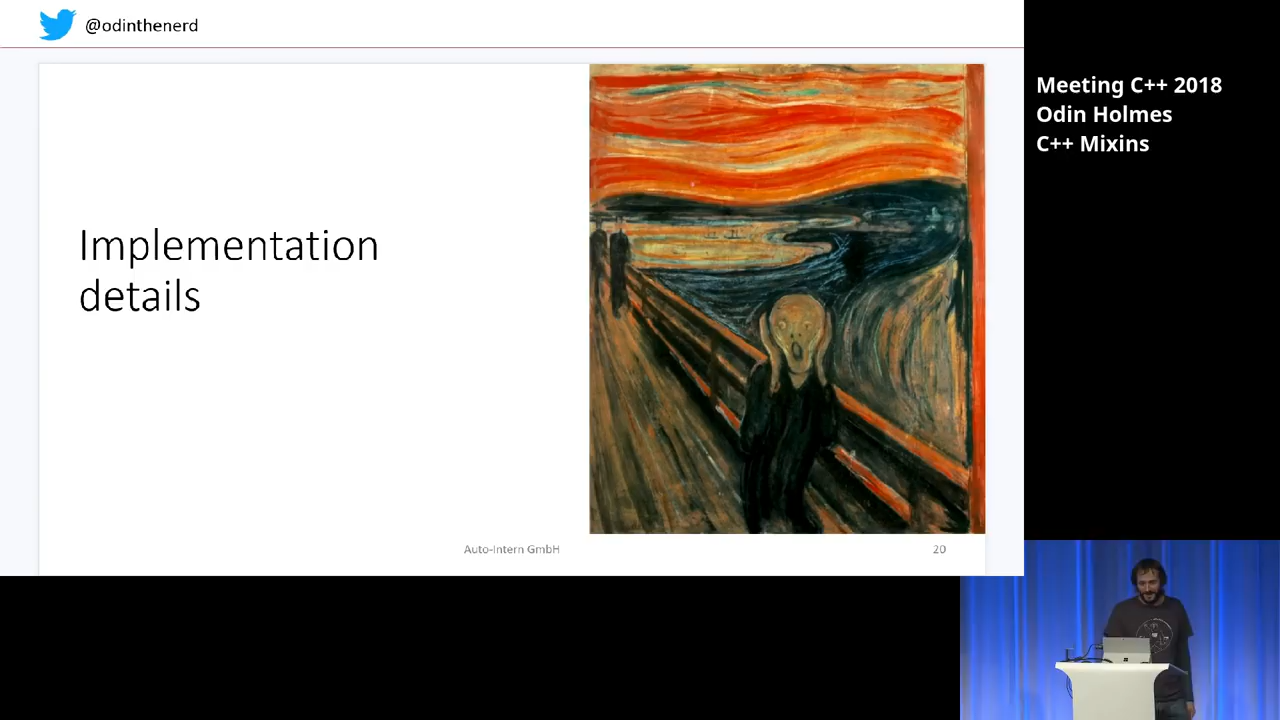 @odinthenerd
Meeting C++ 2018
Odin Holmes
C++ Mixins
Implementation
details
Auto-Intern GmbH
20